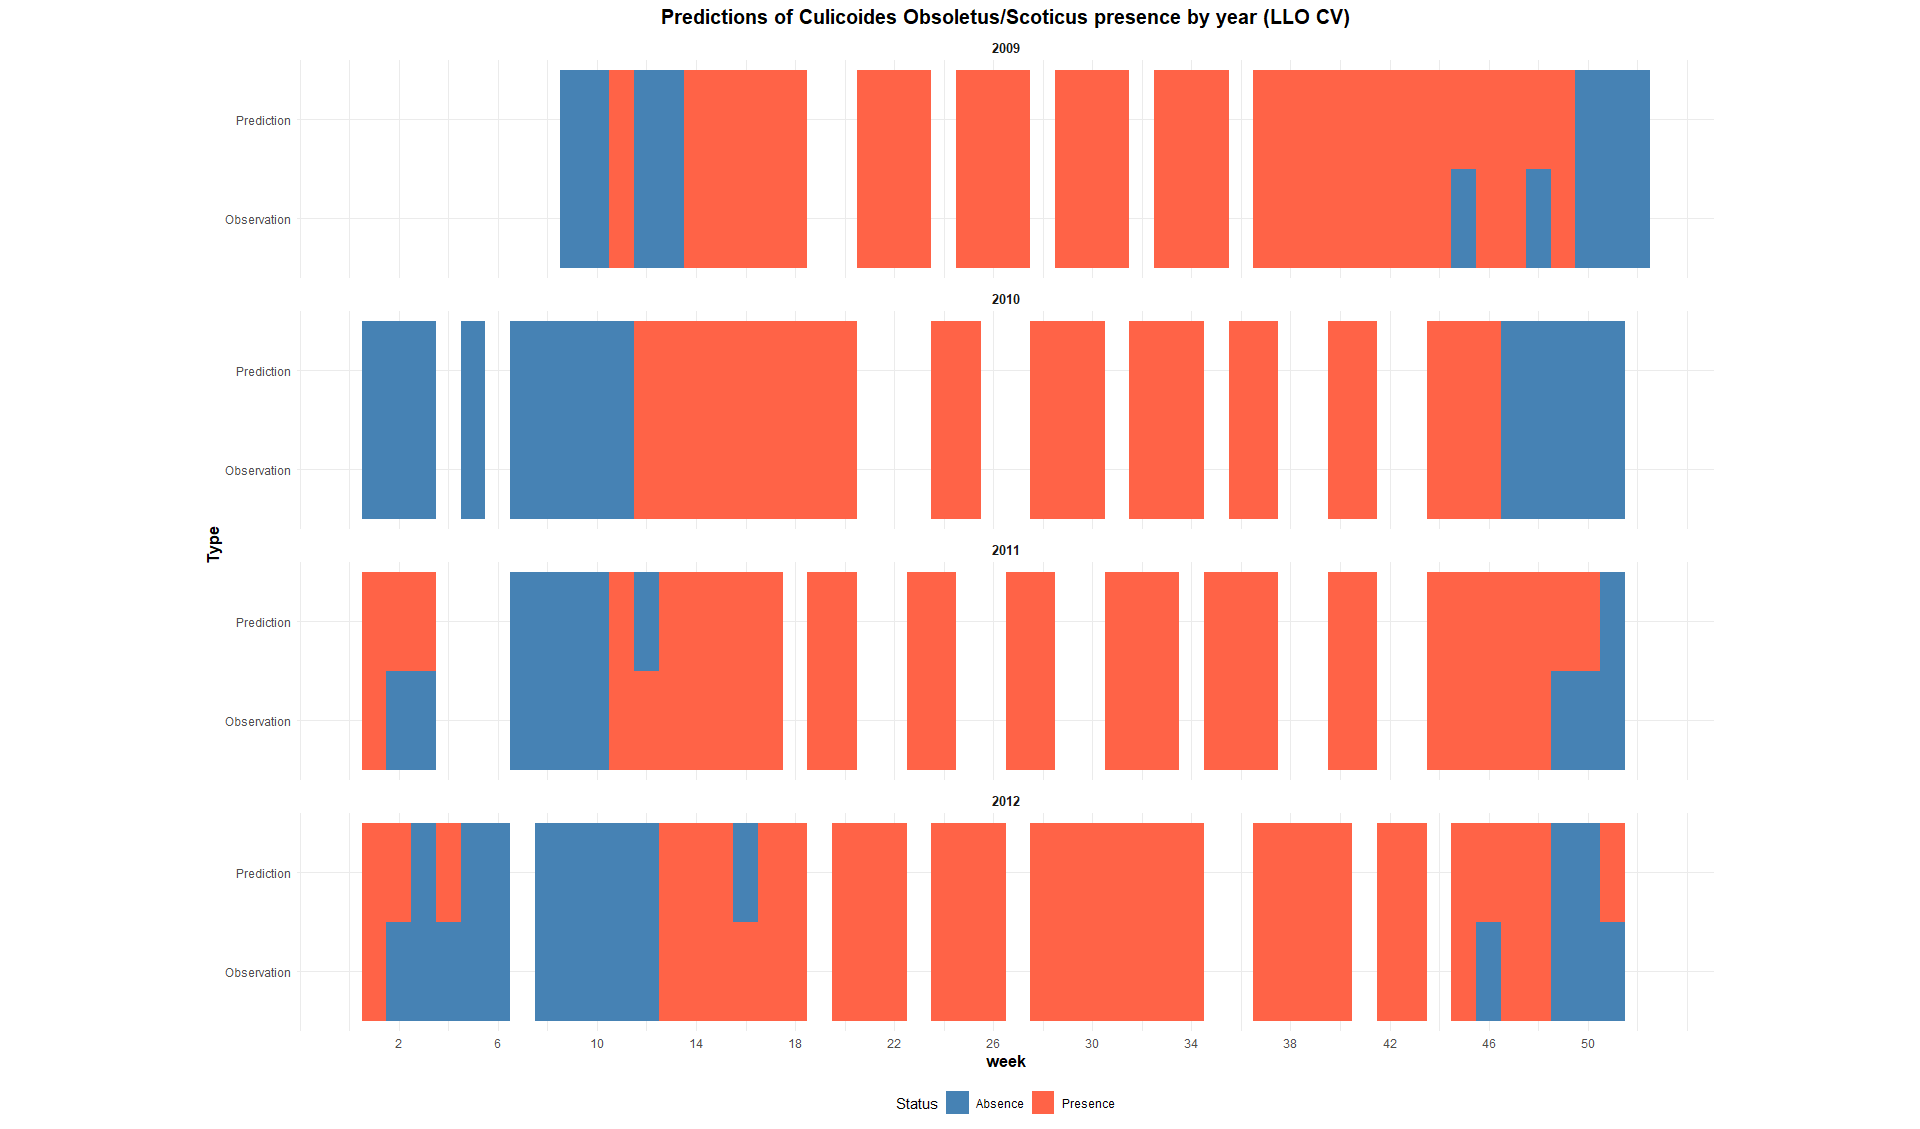 Predictions of Culicoides Obsoletus/Scoticus presence by year (LLO CV)
2009
Prediction
Observation
2010
Prediction
Observation
Type
2011
Prediction
Observation
2012
Prediction
Observation
2 6 10 14 18 22 26 30 34 38 42 46 50
week
Status Absence Presence